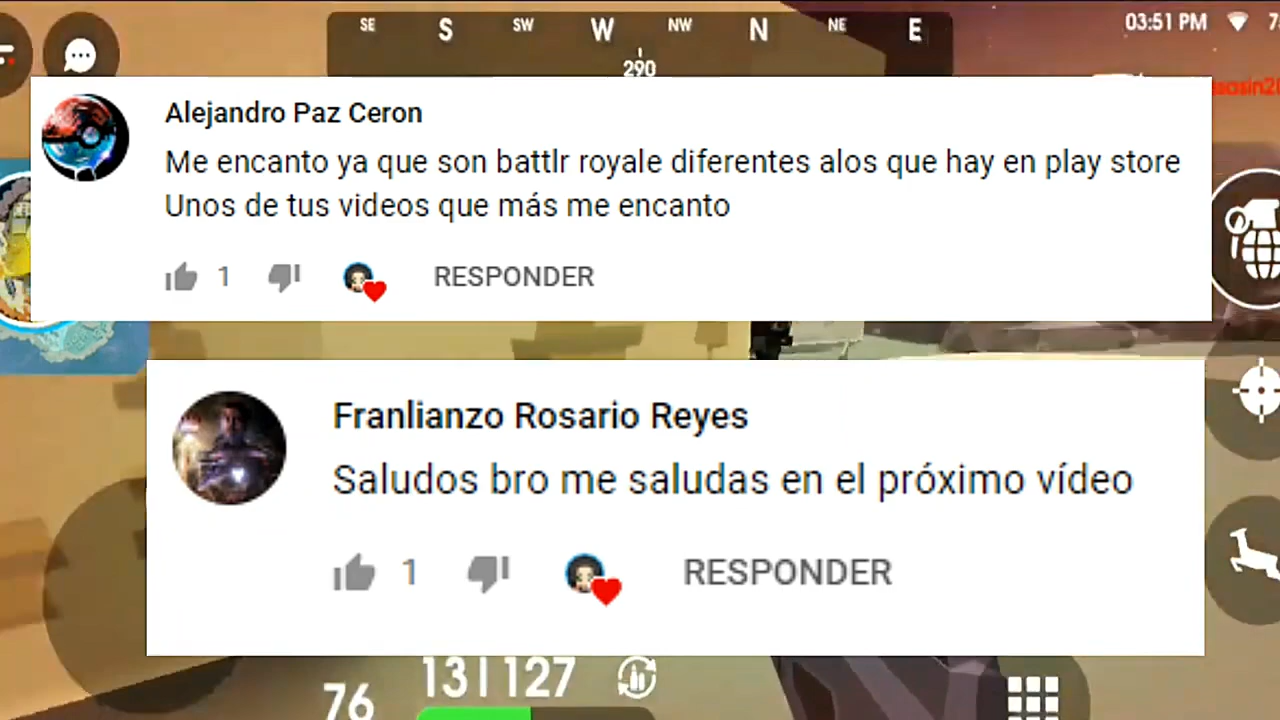 SE S SW W NW N NE E
03:51 PM
290
Alejandro Paz Ceron
Me encanto ya que son battlr royale diferentes alos que hay en play store
Unos de tus videos que más me encanto
1 RESPONDER
Franlianzo Rosario Reyes
Saludos bro me saludas en el próximo vídeo
1 RESPONDER
76 13|127